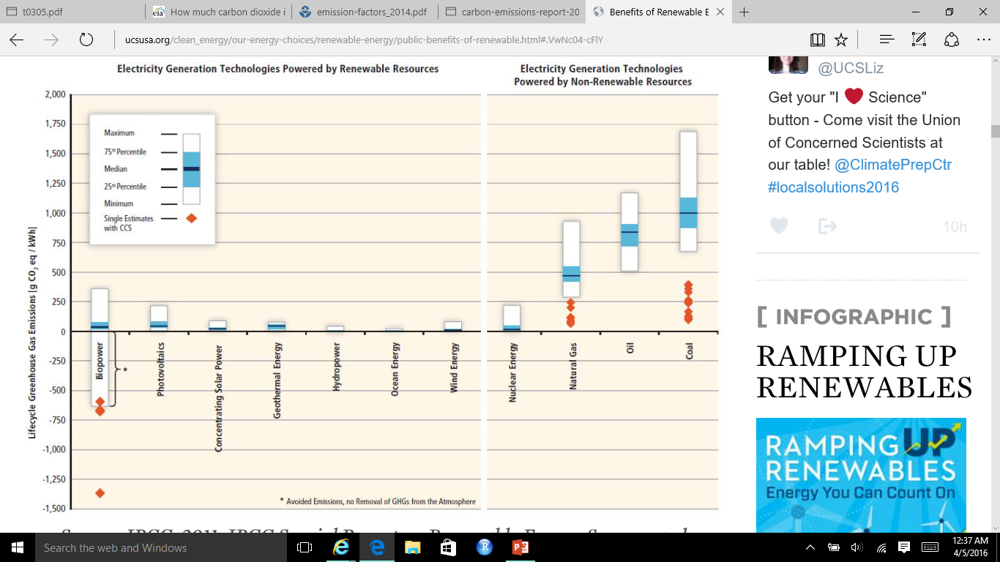 t0305.pdf
How much carbon dioxide i
emission-factors_2014.pdf
carbon-emissions-report-20
Benefits of Renewable E
ucsusa.org/clean_energy/our-energy-choices/renewable-energy/public-benefits-of-renewable.html#.VwNc04-cFlY
Electricity Generation Technologies Powered by Renewable Resources
Electricity Generation Technologies
Powered by Non-Renewable Resources
2,000
1,750
1,500
1,250
1,000
750
500
250
0
-250
-500
-750
-1,000
-1,250
-1,500
Lifecycle Greenhouse Gas Emissions [g CO2 eq / kWh]
Maximum
75th Percentile
Median
25th Percentile
Minimum
Single Estimates
with CCS
Biopower
*
Photovoltaics
Concentrating Solar Power
Geothermal Energy
Hydropower
Ocean Energy
Wind Energy
Nuclear Energy
Natural Gas
Oil
Coal
* Avoided Emissions, no Removal of GHGs from the Atmosphere
@UCSLiz
Get your "I ❤ Science"
button - Come visit the Union
of Concerned Scientists at
our table! @ClimatePrepCtr
#localsolutions2016
10h
[ INFOGRAPHIC ]
RAMPING UP
RENEWABLES
RAMPING UP
RENEWABLES
Energy You Can Count On
Search the web and Windows
12:37 AM
4/5/2016